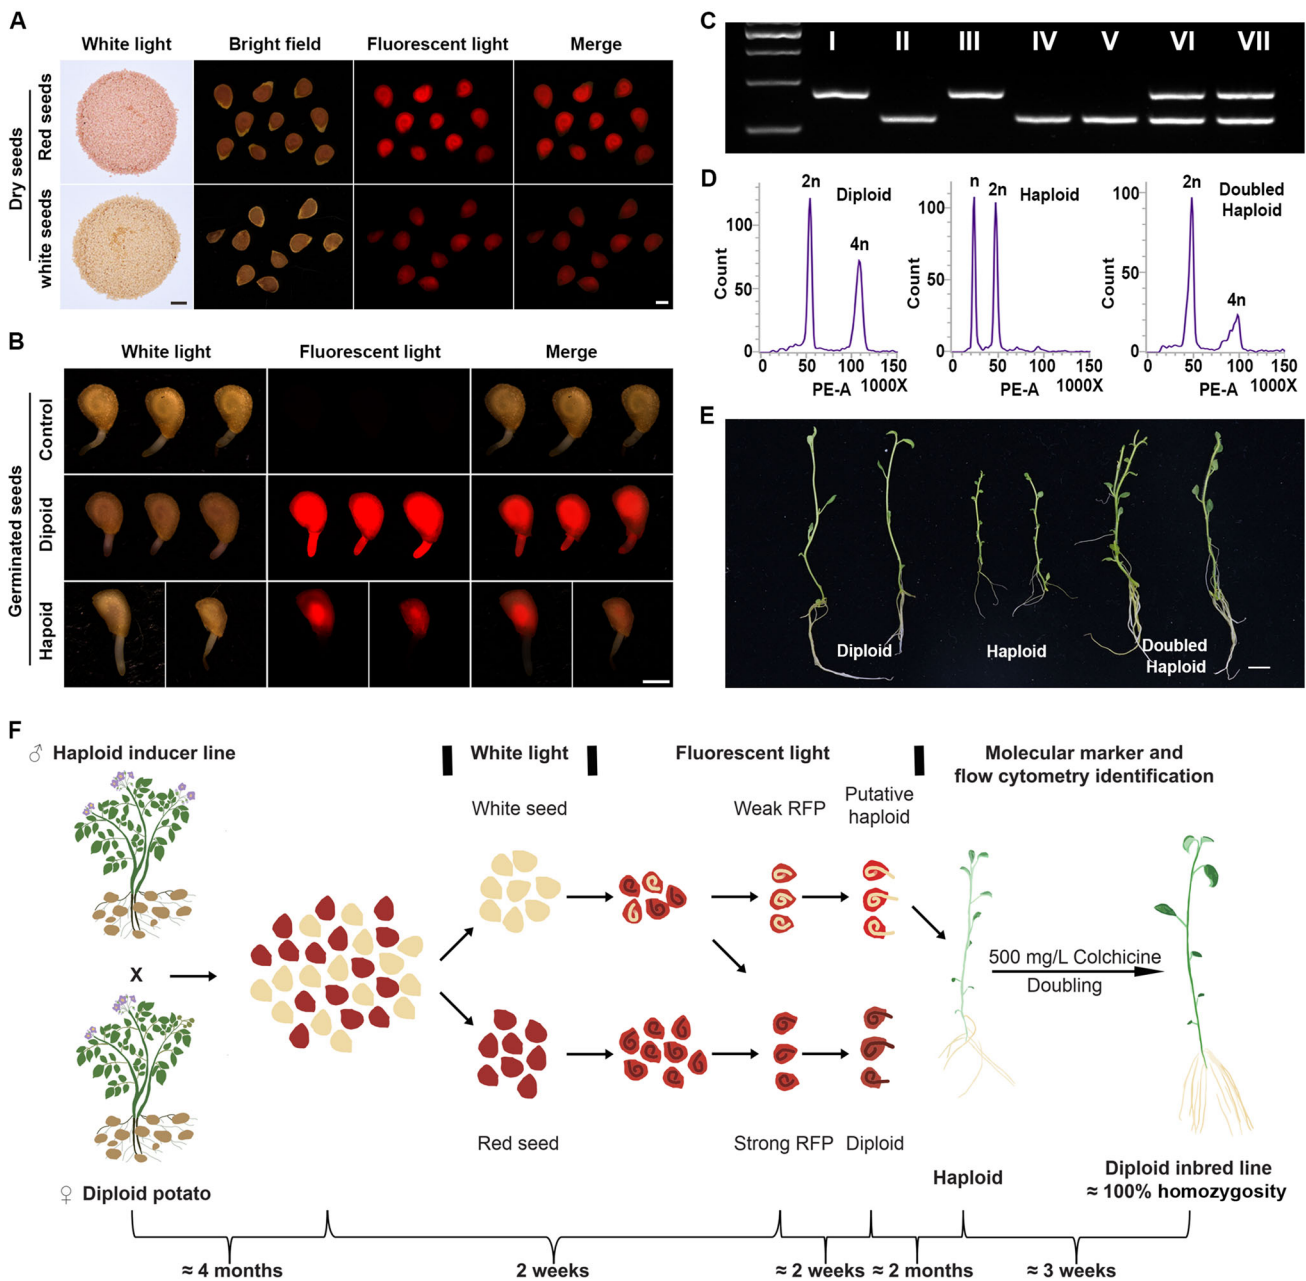 A
White light
Bright field
Fluorescent light
Merge
Dry seeds
Red seeds
white seeds
B
White light
Fluorescent light
Merge
Germinated seeds
Control
Dipoid
Hapoid
C
I
II
III
IV
V
VI
VII
D
2n
4n
Diploid
Count
100
50
0
0
50
100
150
PE-A
1000X
n
2n
Haploid
Count
100
50
0
0
50
100
150
PE-A
1000X
2n
4n
Doubled
Haploid
Count
100
50
0
0
50
100
150
PE-A
1000X
E
Diploid
Haploid
Doubled
Haploid
F
♂ Haploid inducer line
White light
Fluorescent light
Molecular marker and
flow cytometry identification
White seed
Weak RFP
Putative
haploid
X
500 mg/L Colchicine
Doubling
Red seed
Strong RFP
Diploid
♀ Diploid potato
Haploid
Diploid inbred line
≈ 100% homozygosity
≈ 4 months
2 weeks
≈ 2 weeks
≈ 2 months
≈ 3 weeks